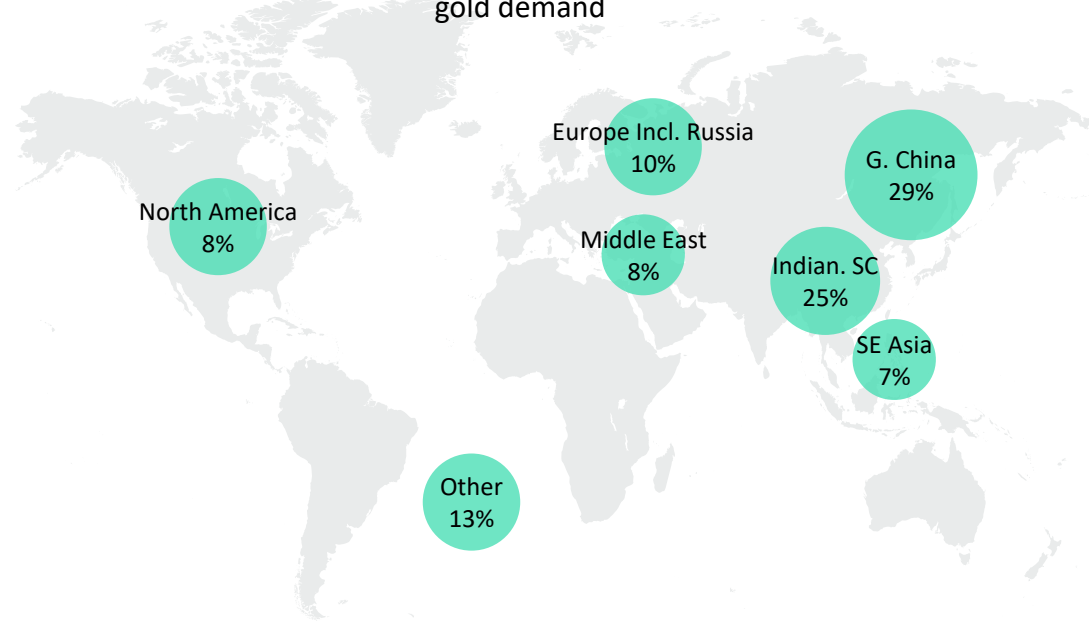 gold demand
Europe Incl. Russia
10%
G. China
29%
North America
8%
Middle East
8%
Indian. SC
25%
SE Asia
7%
Other
13%